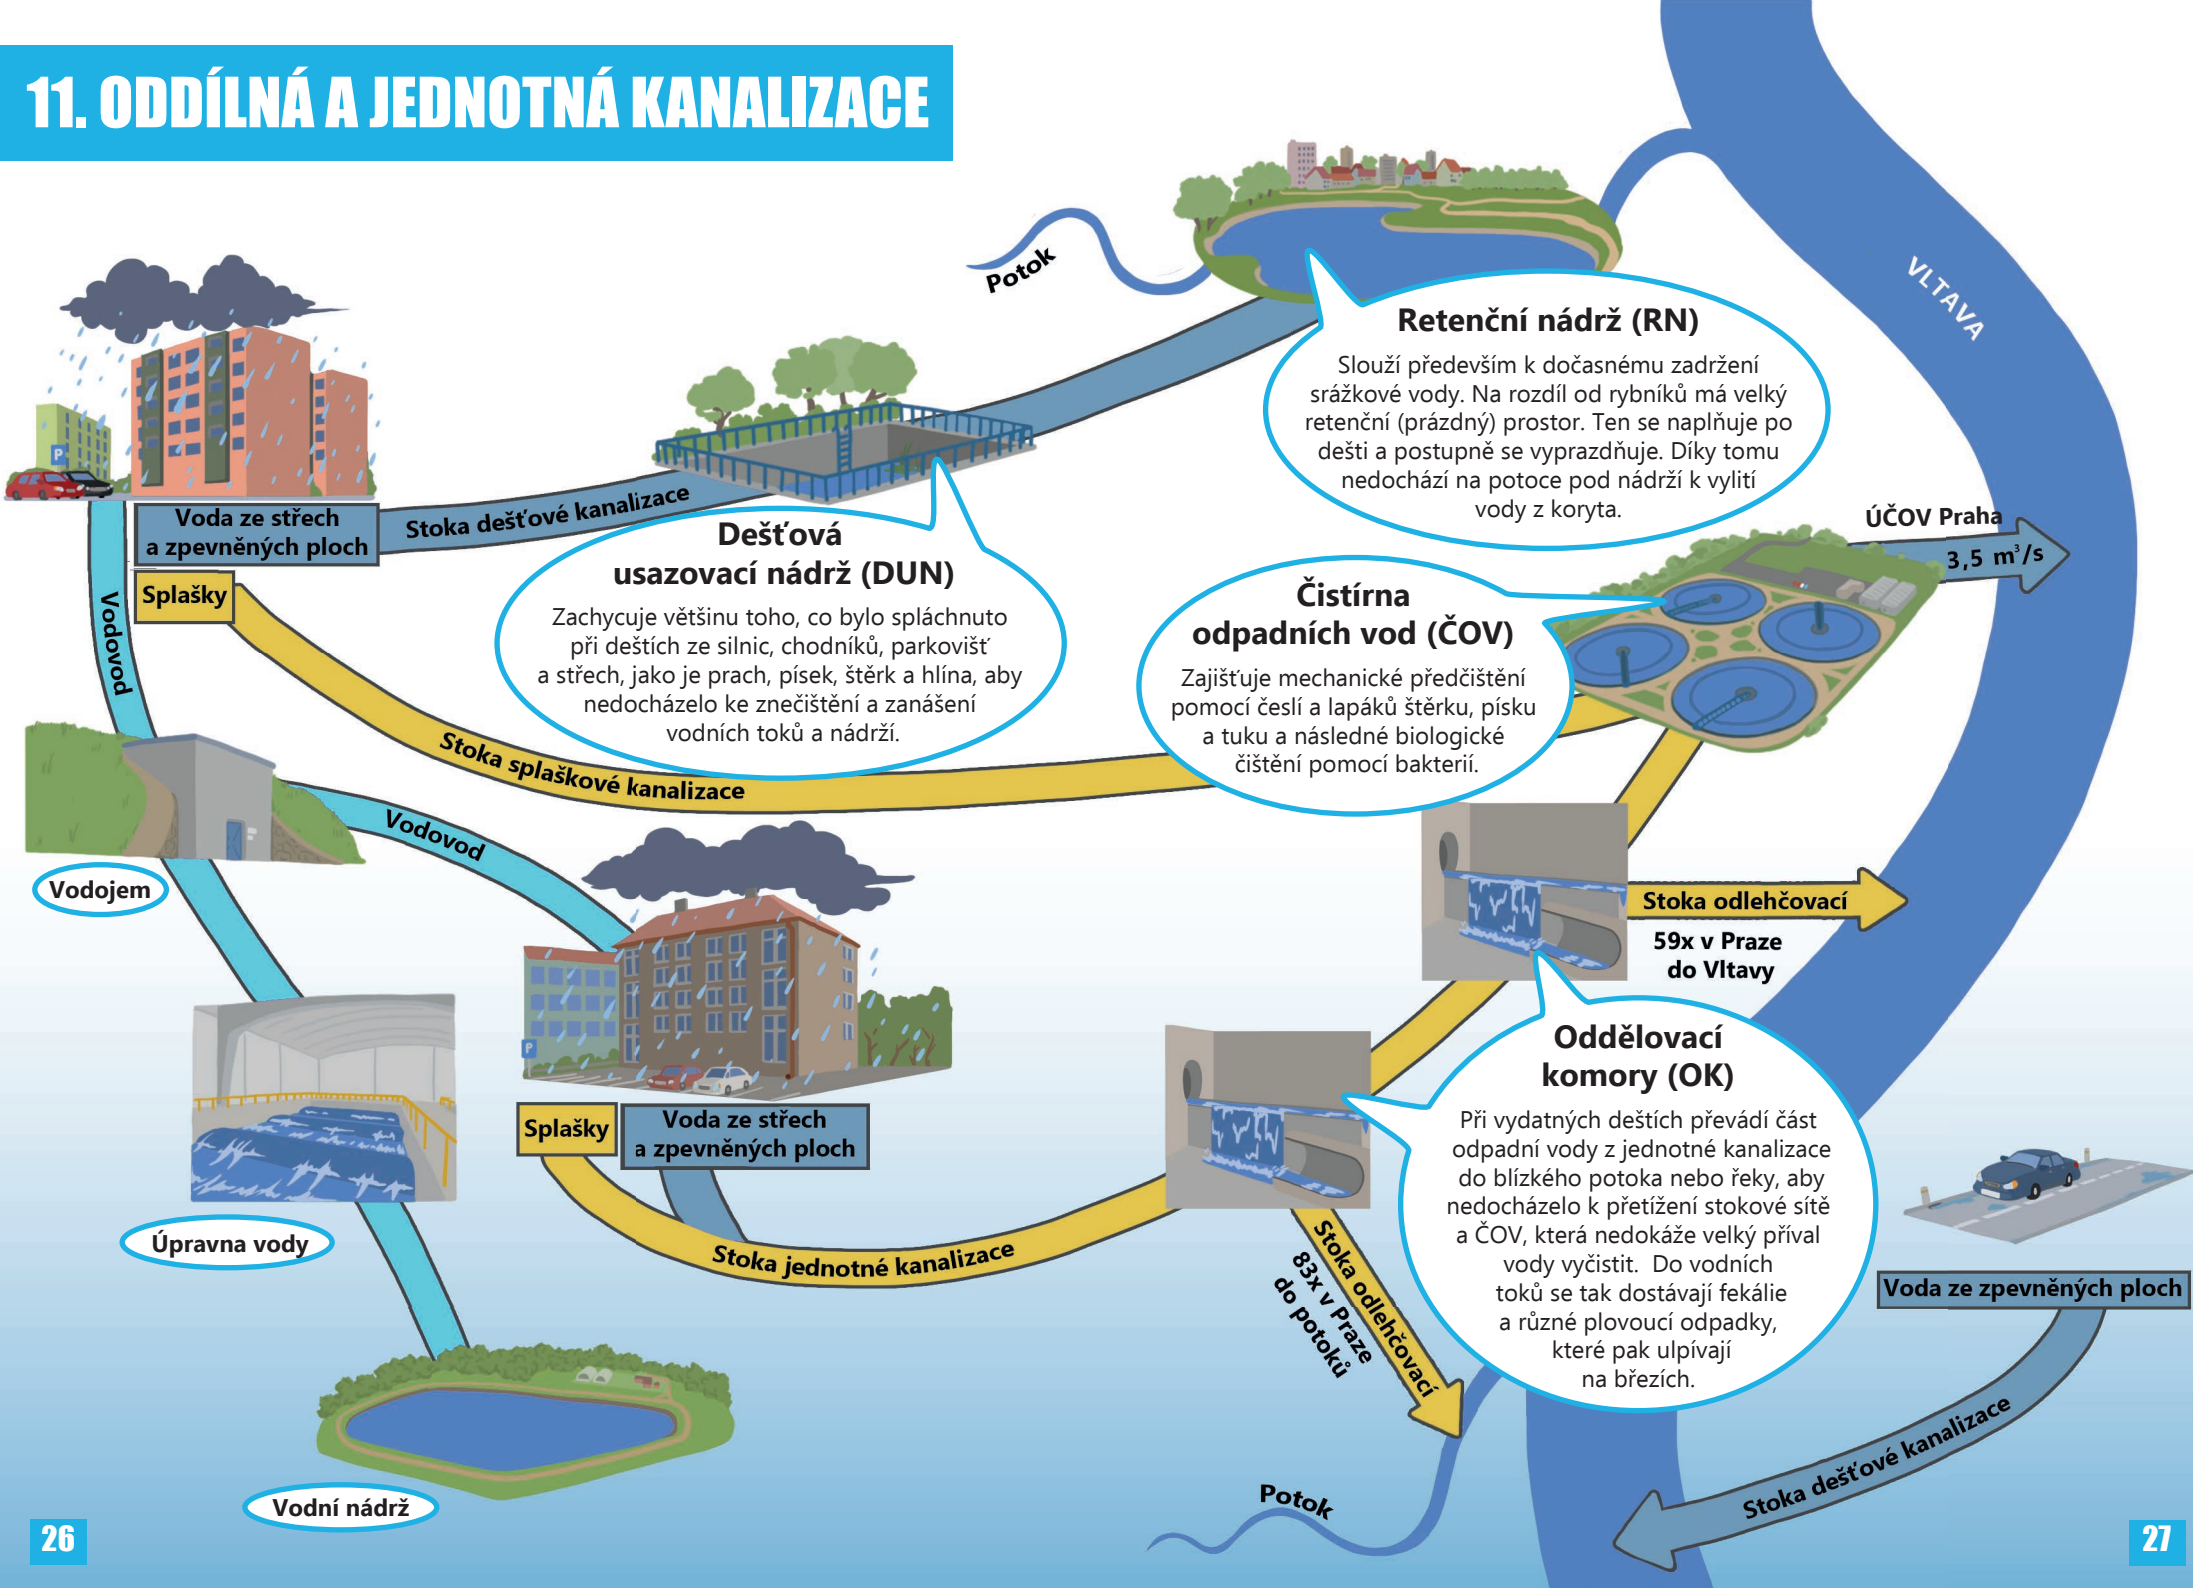 11. ODDÍLNÁ A JEDNOTNÁ KANALIZACE
Potok
VLTAVA
Retenční nádrž (RN)
Slouží především k dočasnému zadržení
srážkové vody. Na rozdíl od rybníků má velký
retenční (prázdný) prostor. Ten se naplňuje po
dešti a postupně se vyprazdňuje. Díky tomu
nedochází na potoce pod nádrží k vylití
vody z koryta.
P
Voda ze střech
a zpevněných ploch
Stoka dešťové kanalizace
Splašky
Vodovod
Dešťová
usazovací nádrž (DUN)
Zachycuje většinu toho, co bylo spláchnuto
při deštích ze silnic, chodníků, parkovišť
a střech, jako je prach, písek, štěrk a hlína, aby
nedocházelo ke znečištění a zanášení
vodních toků a nádrží.
ÚČOV Praha
3,5 m³/s
Čistírna
odpadních vod (ČOV)
Zajišťuje mechanické předčištění
pomocí česlí a lapáků štěrku, písku
a tuku a následné biologické
čištění pomocí bakterií.
Stoka splaškové kanalizace
Vodovod
Vodojem
Stoka odlehčovací
59x v Praze
do Vltavy
P
Splašky
Voda ze střech
a zpevněných ploch
Oddělovací
komory (OK)
Při vydatných deštích převádí část
odpadní vody z jednotné kanalizace
do blízkého potoka nebo řeky, aby
nedocházelo k přetížení stokové sítě
a ČOV, která nedokáže velký příval
vody vyčistit. Do vodních
toků se tak dostávají fekálie
a různé plovoucí odpadky,
které pak ulpívají
na březích.
Úpravna vody
Stoka jednotné kanalizace
Stoka odlehčovací
83x v Praze
do potoků
Voda ze zpevněných ploch
Stoka dešťové kanalizace
Potok
Vodní nádrž
26
27